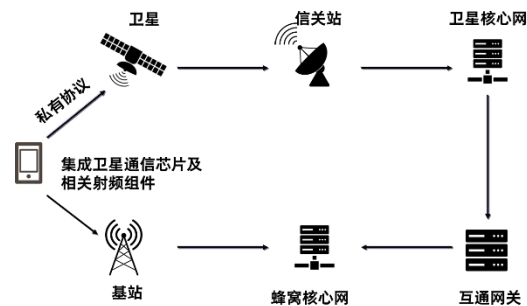 卫星
信关站
卫星核心网
私有协议
集成卫星通信芯片及
相关射频组件
基站
蜂窝核心网
互通网关